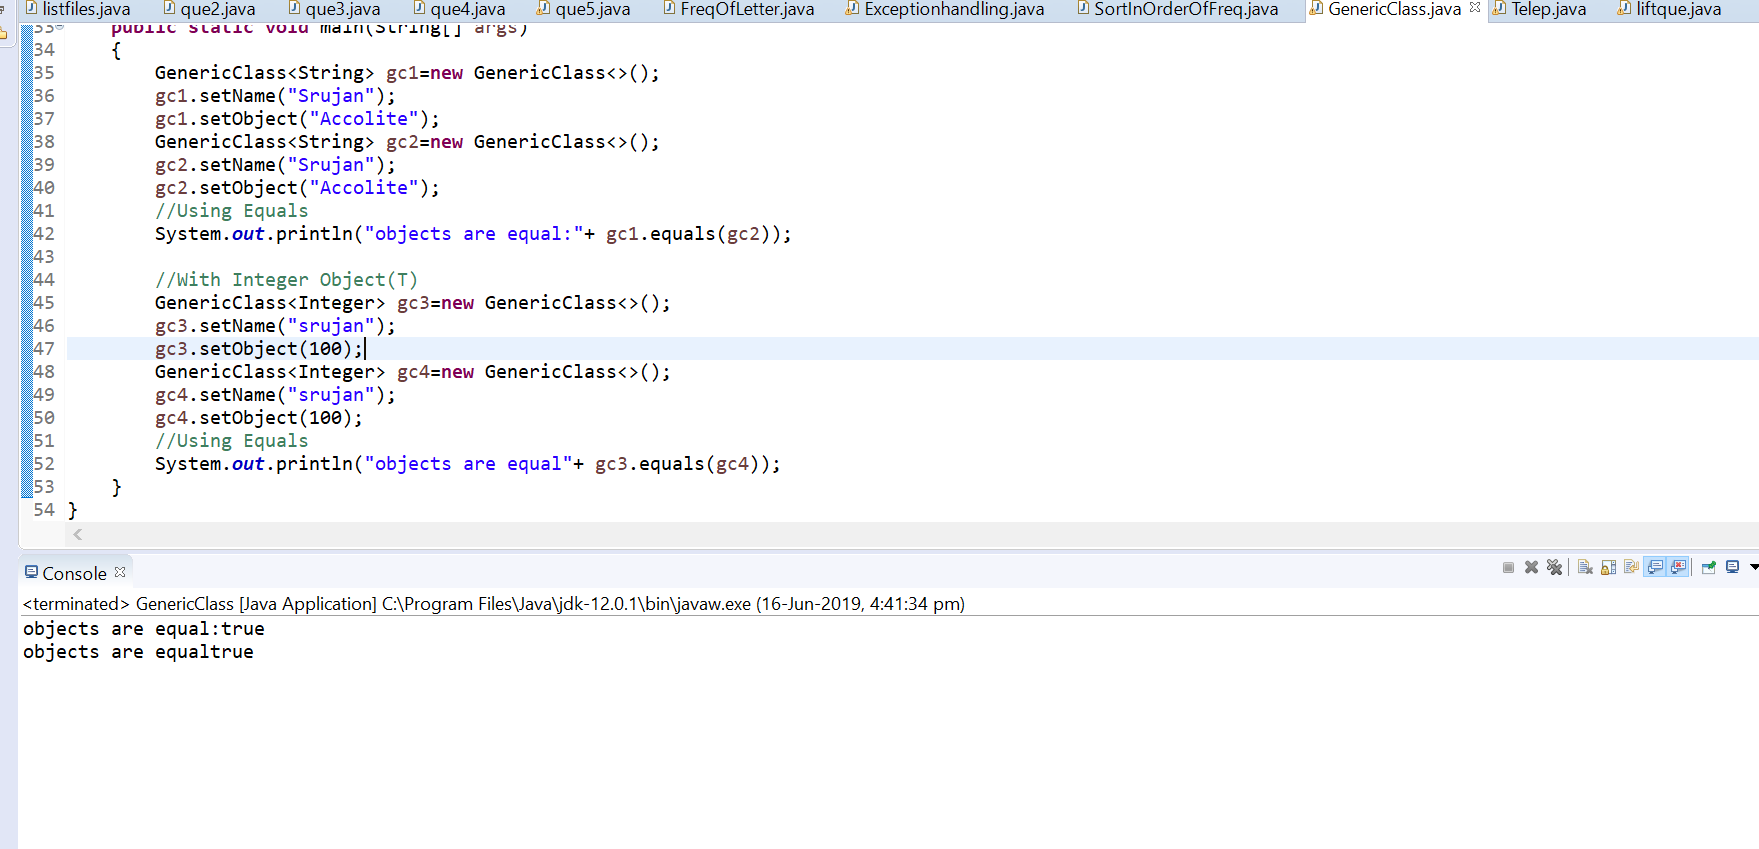 listfiles.java que2.java que3.java que4.java que5.java FreqOfLetter.java Exceptionhandling.java SortInOrderOfFreq.java GenericClass.java Telep.java liftque.java
33 public static void main(String[] args)
34 {
35 GenericClass<String> gc1=new GenericClass<>();
36 gc1.setName("Srujan");
37 gc1.setObject("Accolite");
38 GenericClass<String> gc2=new GenericClass<>();
39 gc2.setName("Srujan");
40 gc2.setObject("Accolite");
41 //Using Equals
42 System.out.println("objects are equal:"+ gc1.equals(gc2));
43
44 //With Integer Object(T)
45 GenericClass<Integer> gc3=new GenericClass<>();
46 gc3.setName("srujan");
47 gc3.setObject(100);
48 GenericClass<Integer> gc4=new GenericClass<>();
49 gc4.setName("srujan");
50 gc4.setObject(100);
51 //Using Equals
52 System.out.println("objects are equal"+ gc3.equals(gc4));
53 }
54 }
Console
<terminated> GenericClass [Java Application] C:\Program Files\Java\jdk-12.0.1\bin\javaw.exe (16-Jun-2019, 4:41:34 pm)
objects are equal:true
objects are equaltrue